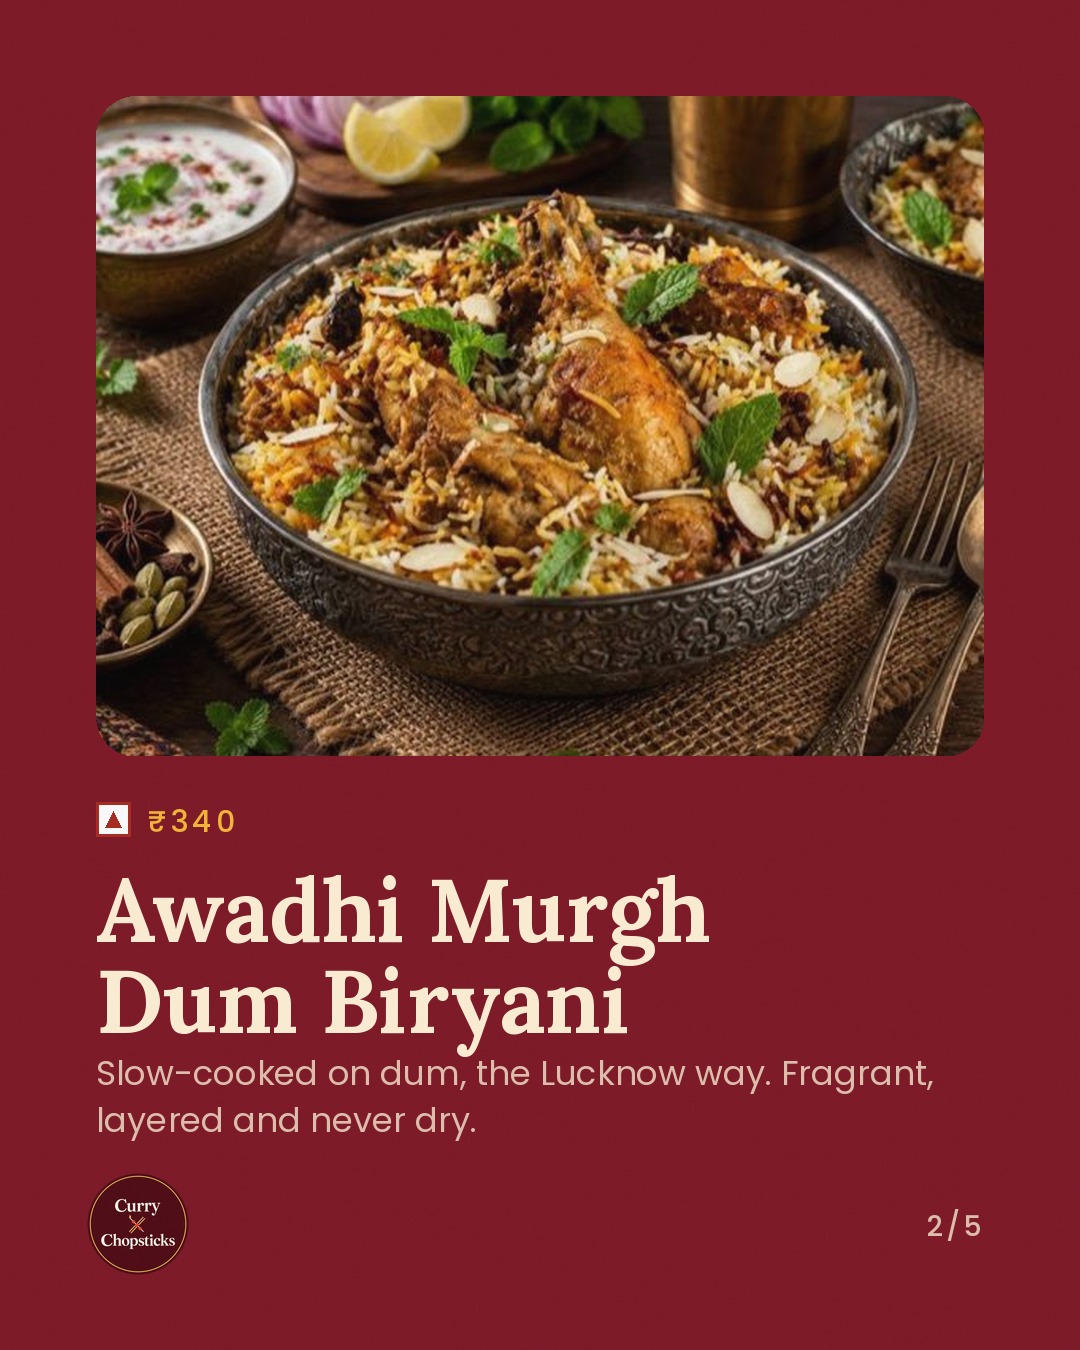 ₹340
Awadhi Murgh
Dum Biryani
Slow-cooked on dum, the Lucknow way. Fragrant,
layered and never dry.
Curry
Chopsticks
2/5